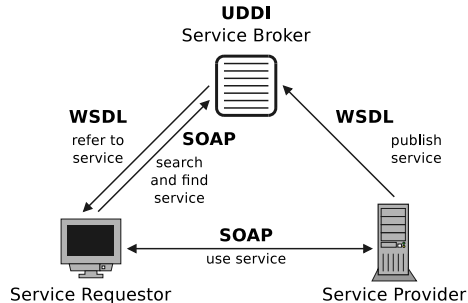 UDDI
Service Broker
WSDL
refer to
service
SOAP
search
and find
service
WSDL
publish
service
SOAP
use service
Service Requestor
Service Provider